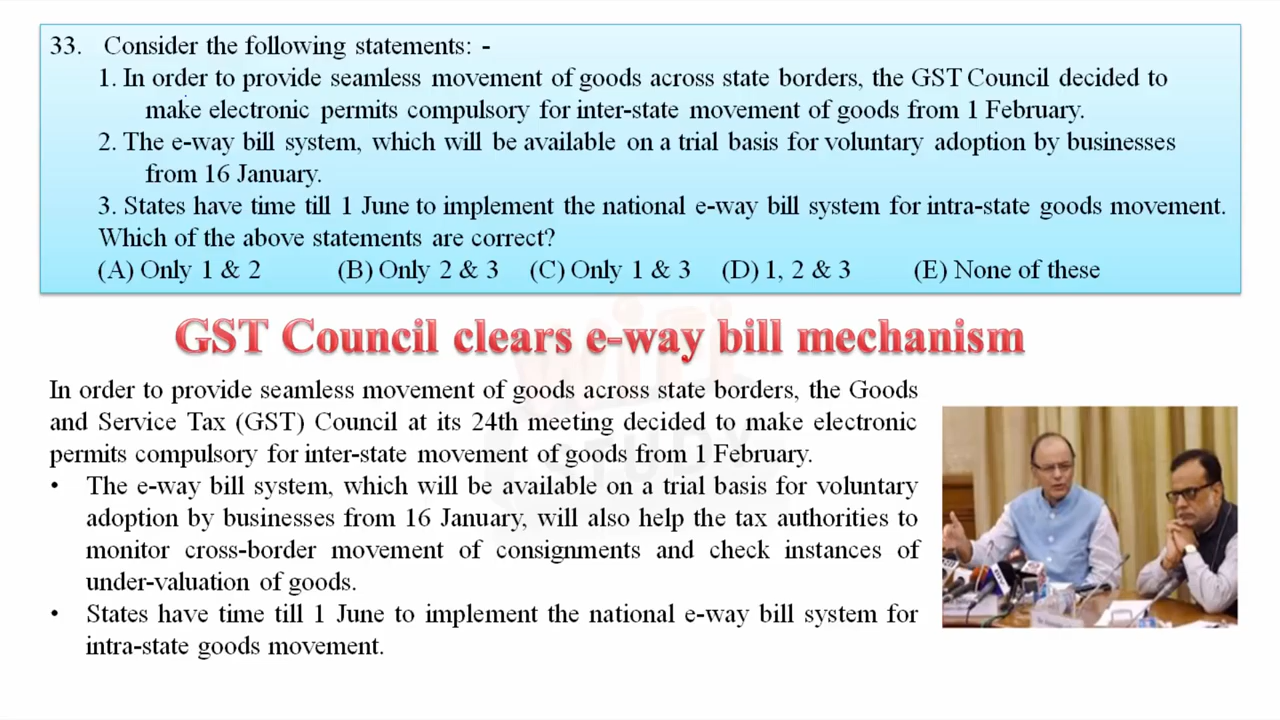 33. Consider the following statements: -
1. In order to provide seamless movement of goods across state borders, the GST Council decided to
make electronic permits compulsory for inter-state movement of goods from 1 February.
2. The e-way bill system, which will be available on a trial basis for voluntary adoption by businesses
from 16 January.
3. States have time till 1 June to implement the national e-way bill system for intra-state goods movement.
Which of the above statements are correct?
(A) Only 1 & 2 (B) Only 2 & 3 (C) Only 1 & 3 (D) 1, 2 & 3 (E) None of these
GST Council clears e-way bill mechanism
In order to provide seamless movement of goods across state borders, the Goods
and Service Tax (GST) Council at its 24th meeting decided to make electronic
permits compulsory for inter-state movement of goods from 1 February.
• The e-way bill system, which will be available on a trial basis for voluntary
adoption by businesses from 16 January, will also help the tax authorities to
monitor cross-border movement of consignments and check instances of
under-valuation of goods.
• States have time till 1 June to implement the national e-way bill system for
intra-state goods movement.
WiFi
STUDY